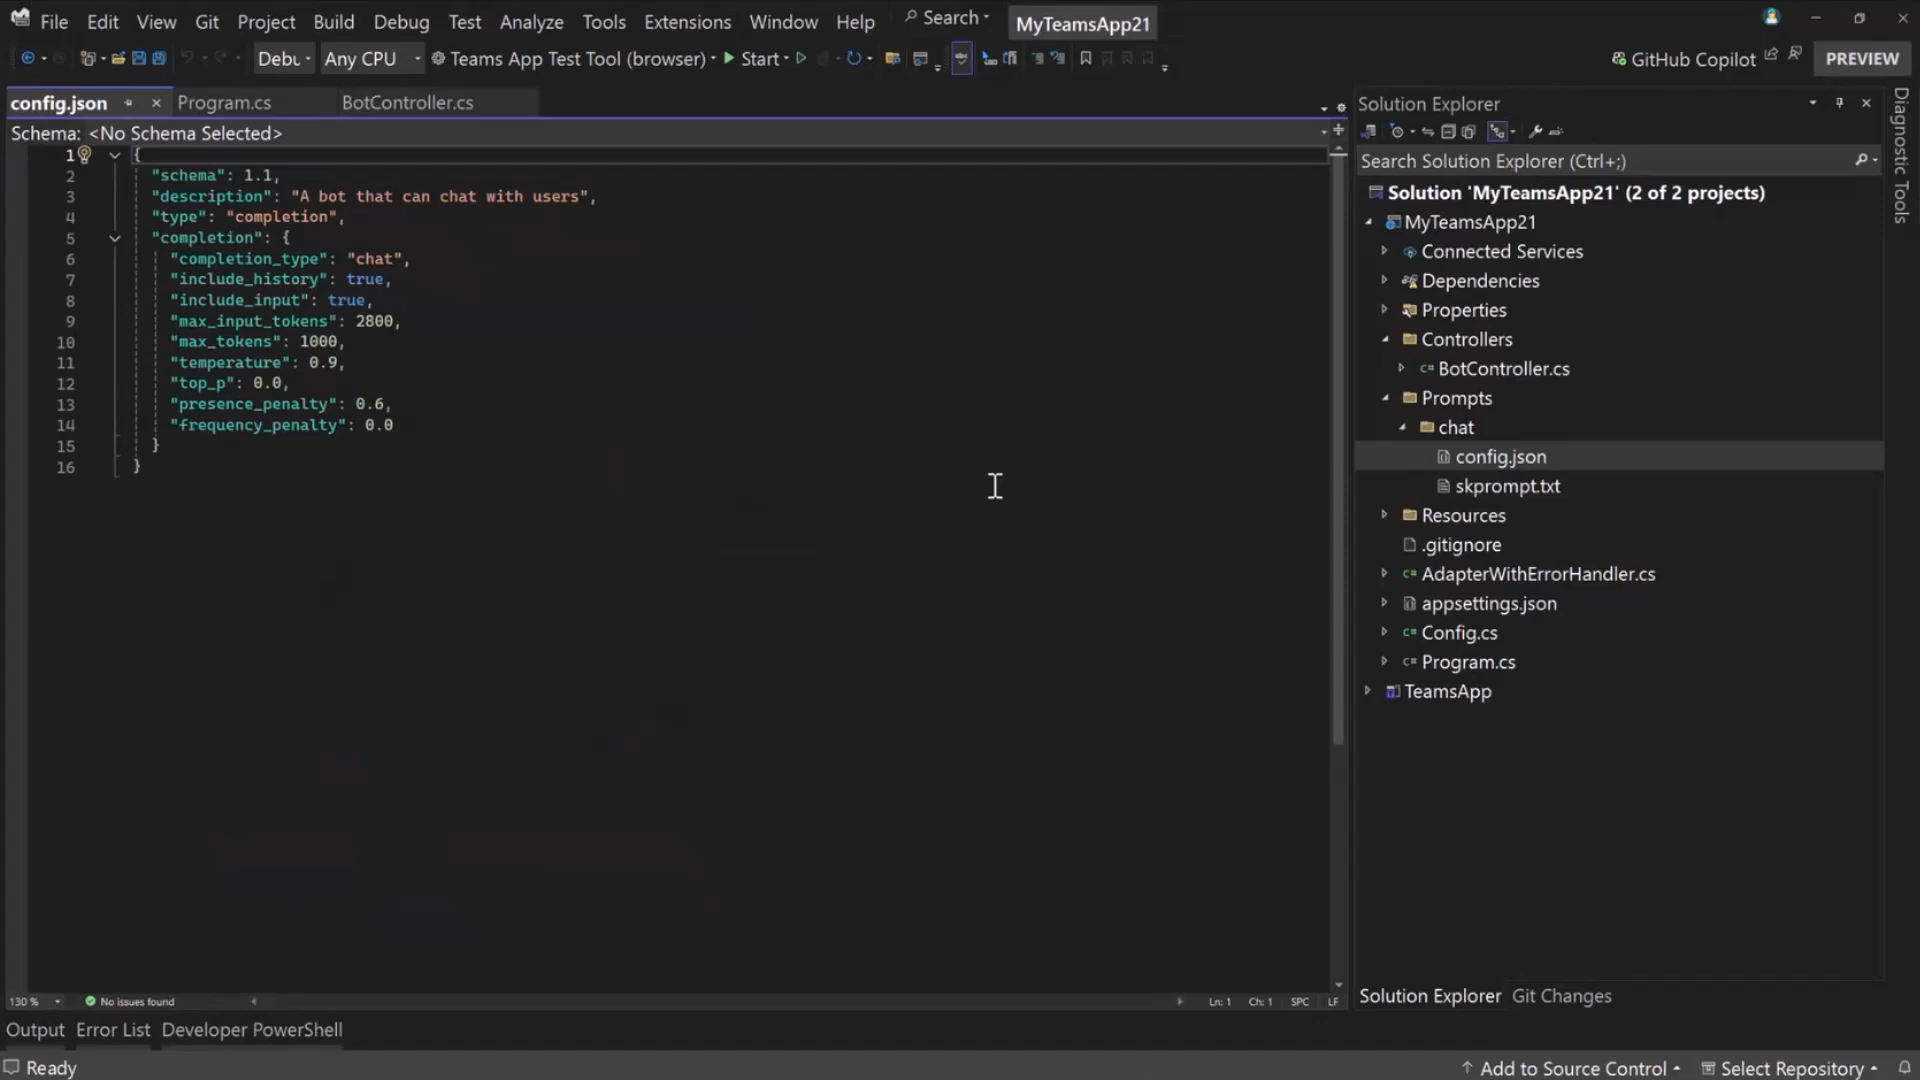 File Edit View Git Project Build Debug Test Analyze Tools Extensions Window Help Search MyTeamsApp21
Debu Any CPU Teams App Test Tool (browser) Start GitHub Copilot PREVIEW
config.json Program.cs BotController.cs
Schema: <No Schema Selected>
1 {
2 "schema": 1.1,
3 "description": "A bot that can chat with users",
4 "type": "completion",
5 "completion": {
6 "completion_type": "chat",
7 "include_history": true,
8 "include_input": true,
9 "max_input_tokens": 2800,
10 "max_tokens": 1000,
11 "temperature": 0.9,
12 "top_p": 0.0,
13 "presence_penalty": 0.6,
14 "frequency_penalty": 0.0
15 }
16 }
130 % No issues found Ln: 1 Ch: 1 SPC LF
Solution Explorer
Search Solution Explorer (Ctrl+;)
Solution 'MyTeamsApp21' (2 of 2 projects)
MyTeamsApp21
Connected Services
Dependencies
Properties
Controllers
C# BotController.cs
Prompts
chat
config.json
skprompt.txt
Resources
.gitignore
C# AdapterWithErrorHandler.cs
appsettings.json
C# Config.cs
C# Program.cs
TeamsApp
Solution Explorer Git Changes
Diagnostic Tools
Output Error List Developer PowerShell
Ready Add to Source Control Select Repository